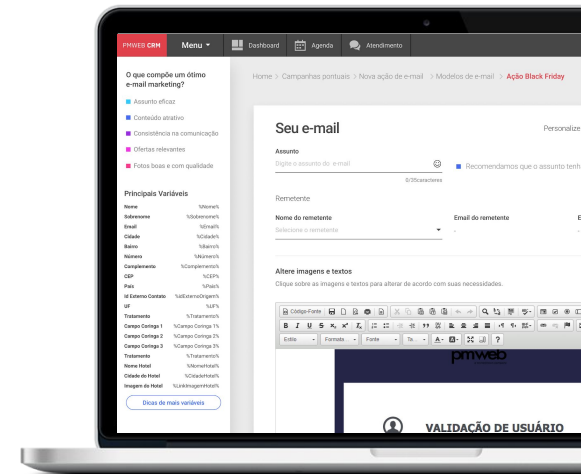 PMWEB CRM
Menu
Dashboard
Agenda
Atendimento
O que compõe um ótimo
e-mail marketing?
Assunto eficaz
Conteúdo atrativo
Consistência na comunicação
Ofertas relevantes
Fotos boas e com qualidade
Principais Variáveis
Nome %Nome%
Sobrenome %Sobrenome%
Email %Email%
Cidade %Cidade%
Bairro %Bairro%
Número %Número%
Complemento %Complemento%
CEP %CEP%
País %País%
Id Externo Contato %IdExternoOrigem%
UF %UF%
Tratamento %Tratamento%
Campo Coringa 1 %Campo Coringa 1%
Campo Coringa 2 %Campo Coringa 2%
Campo Coringa 3 %Campo Coringa 3%
Tratamento %Tratamento%
Nome Hotel %NomeHotel%
Cidade do Hotel %CidadeHotel%
Imagem do Hotel %LinkImagemHotel%
Dicas de mais variáveis
Home > Campanhas pontuais > Nova ação de e-mail > Modelos de e-mail > Ação Black Friday
Seu e-mail
Personalize
Assunto
Digite o assunto do e-mail
0/35caracteres
Recomendamos que o assunto tenh
Remetente
Nome do remetente
Email do remetente
E
Selecione o remetente
-
-
Altere imagens e textos
Clique sobre as imagens e textos para alterar de acordo com suas necessidades.
Código-Fonte
B I U S x₂ x² Ix
Estilo Formata... Fonte Ta... A A ?
pmweb
VALIDAÇÃO DE USUÁRIO